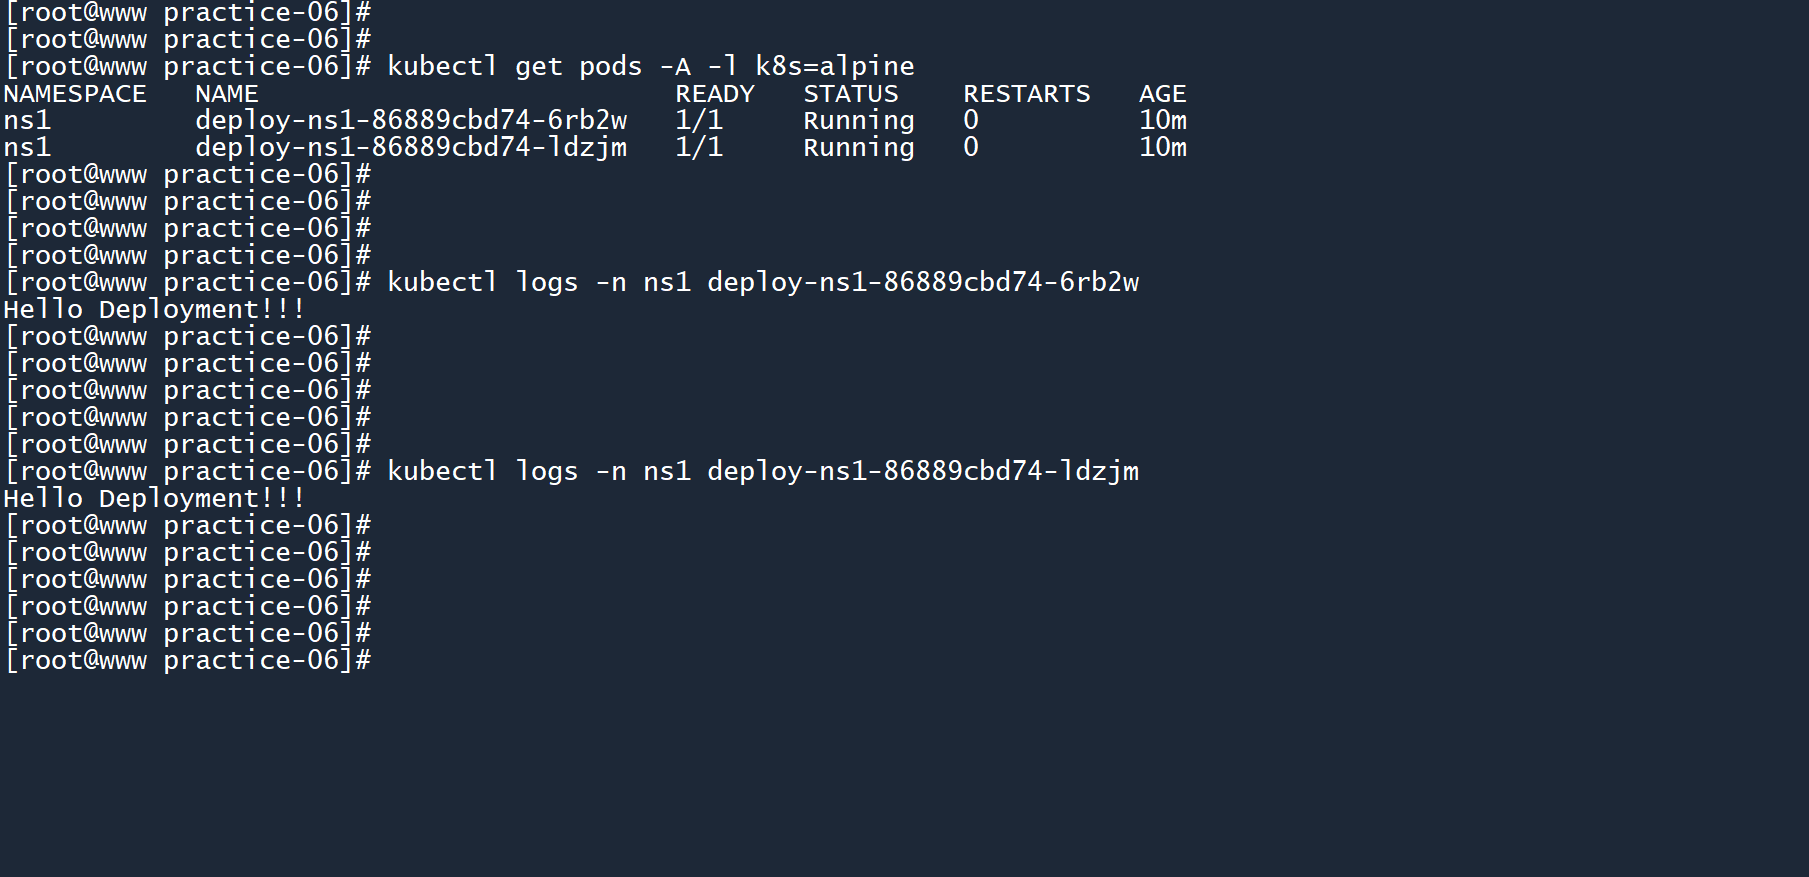 [root@www practice-06]#
[root@www practice-06]#
[root@www practice-06]# kubectl get pods -A -l k8s=alpine
NAMESPACE   NAME                          READY   STATUS    RESTARTS   AGE
ns1         deploy-ns1-86889cbd74-6rb2w   1/1     Running   0          10m
ns1         deploy-ns1-86889cbd74-ldzjm   1/1     Running   0          10m
[root@www practice-06]#
[root@www practice-06]#
[root@www practice-06]#
[root@www practice-06]#
[root@www practice-06]# kubectl logs -n ns1 deploy-ns1-86889cbd74-6rb2w
Hello Deployment!!!
[root@www practice-06]#
[root@www practice-06]#
[root@www practice-06]#
[root@www practice-06]#
[root@www practice-06]#
[root@www practice-06]# kubectl logs -n ns1 deploy-ns1-86889cbd74-ldzjm
Hello Deployment!!!
[root@www practice-06]#
[root@www practice-06]#
[root@www practice-06]#
[root@www practice-06]#
[root@www practice-06]#
[root@www practice-06]#